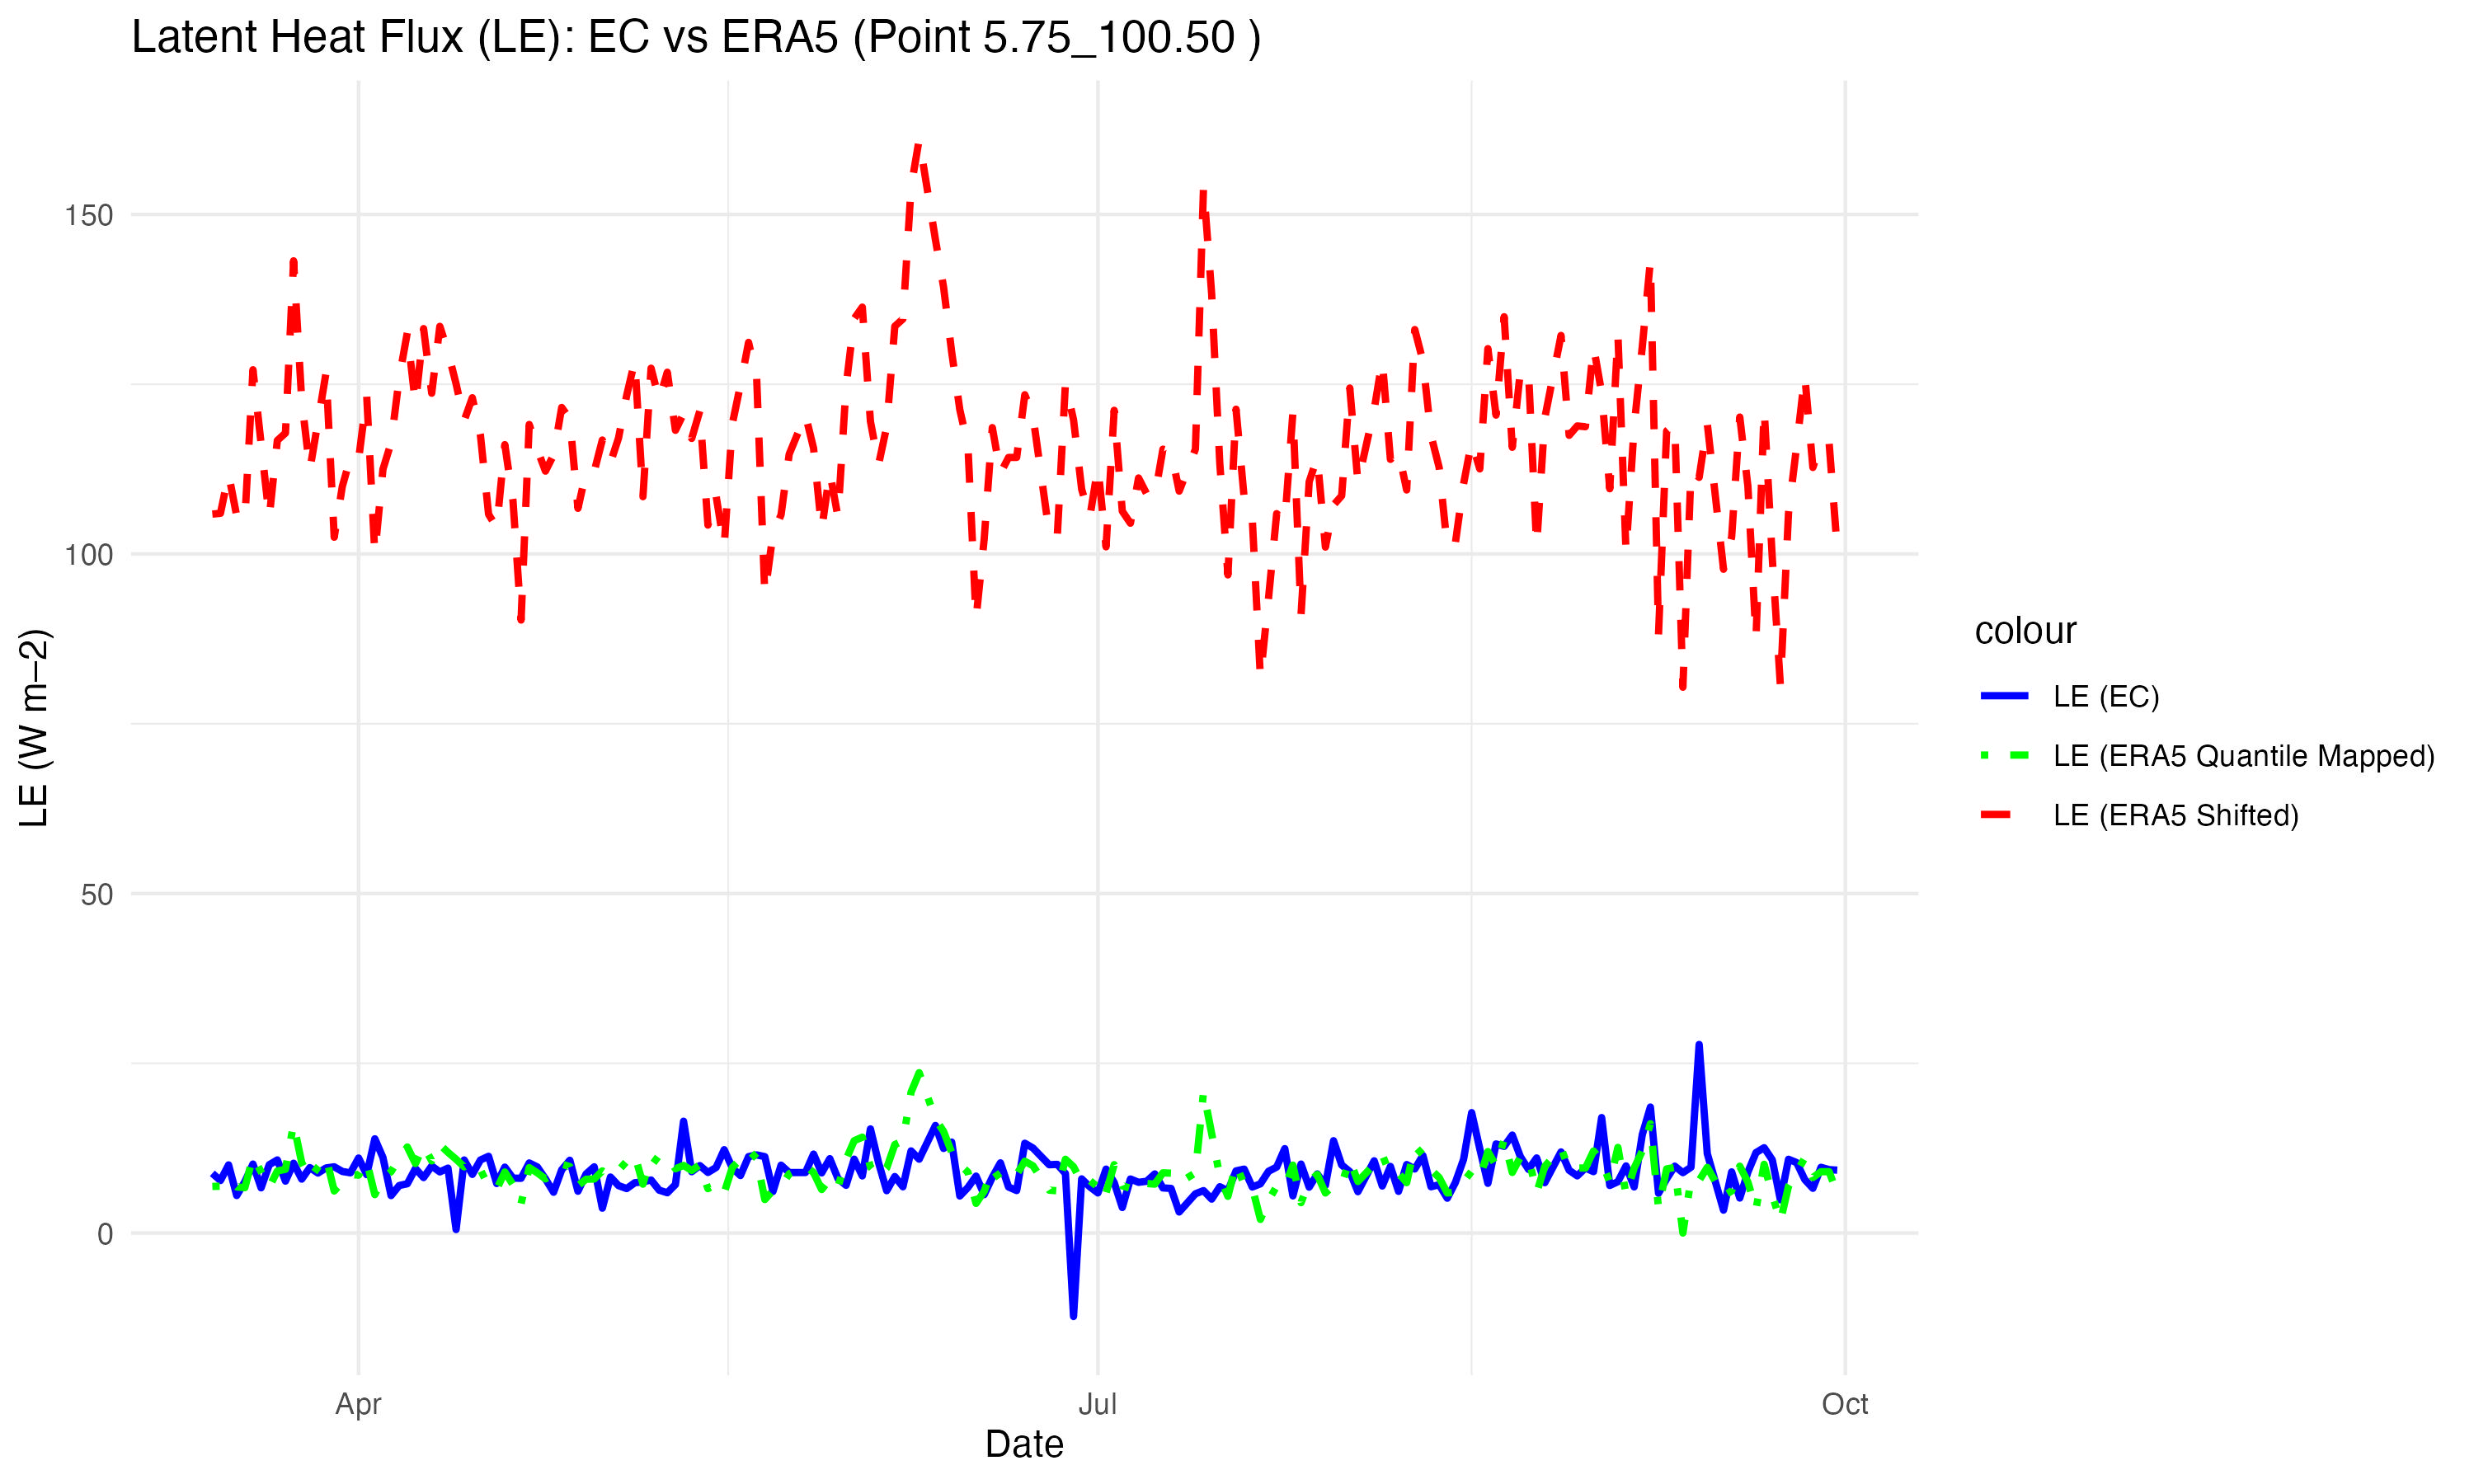 Latent Heat Flux (LE): EC vs ERA5 (Point 5.75_100.50 )
150
100
50
0
LE (W m−2)
Apr
Jul
Oct
Date
colour
LE (EC)
LE (ERA5 Quantile Mapped)
LE (ERA5 Shifted)